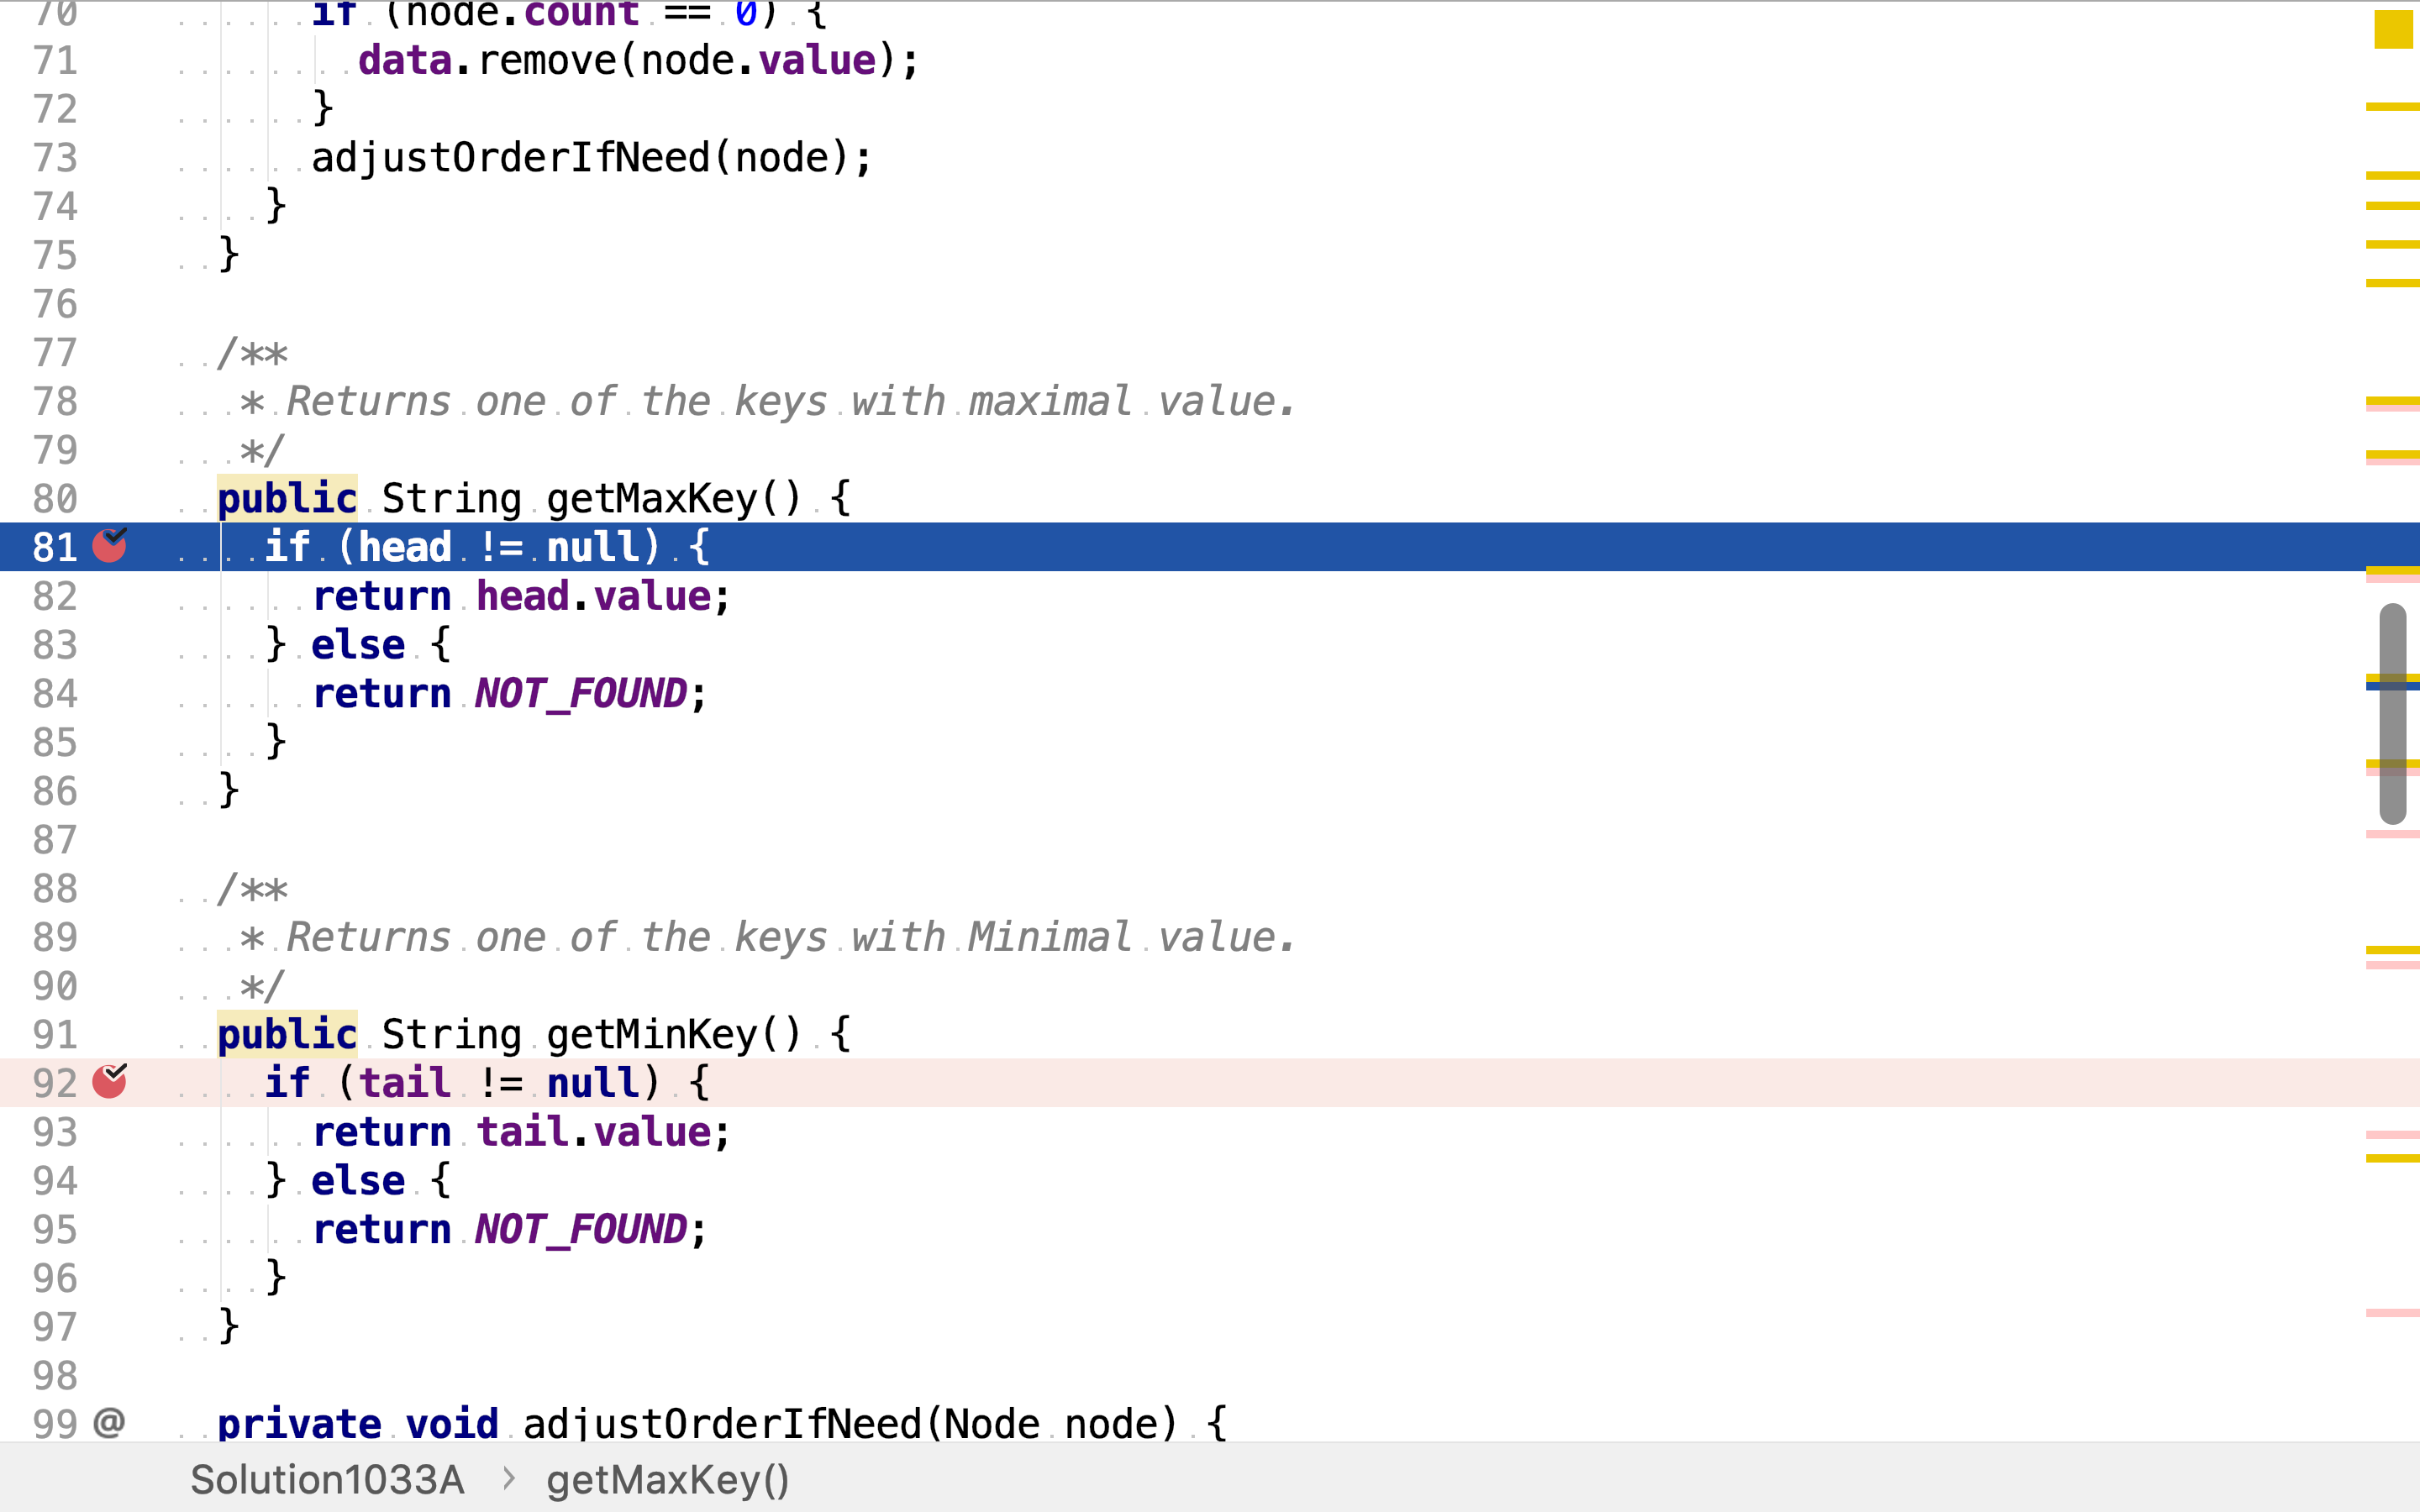 70 if (node.count == 0) {
71 data.remove(node.value);
72 }
73 adjustOrderIfNeed(node);
74 }
75 }
76
77 /**
78 * Returns one of the keys with maximal value.
79 */
80 public String getMaxKey() {
81 if (head != null) {
82 return head.value;
83 } else {
84 return NOT_FOUND;
85 }
86 }
87
88 /**
89 * Returns one of the keys with Minimal value.
90 */
91 public String getMinKey() {
92 if (tail != null) {
93 return tail.value;
94 } else {
95 return NOT_FOUND;
96 }
97 }
98
99 @ private void adjustOrderIfNeed(Node node) {
Solution1033A › getMaxKey()